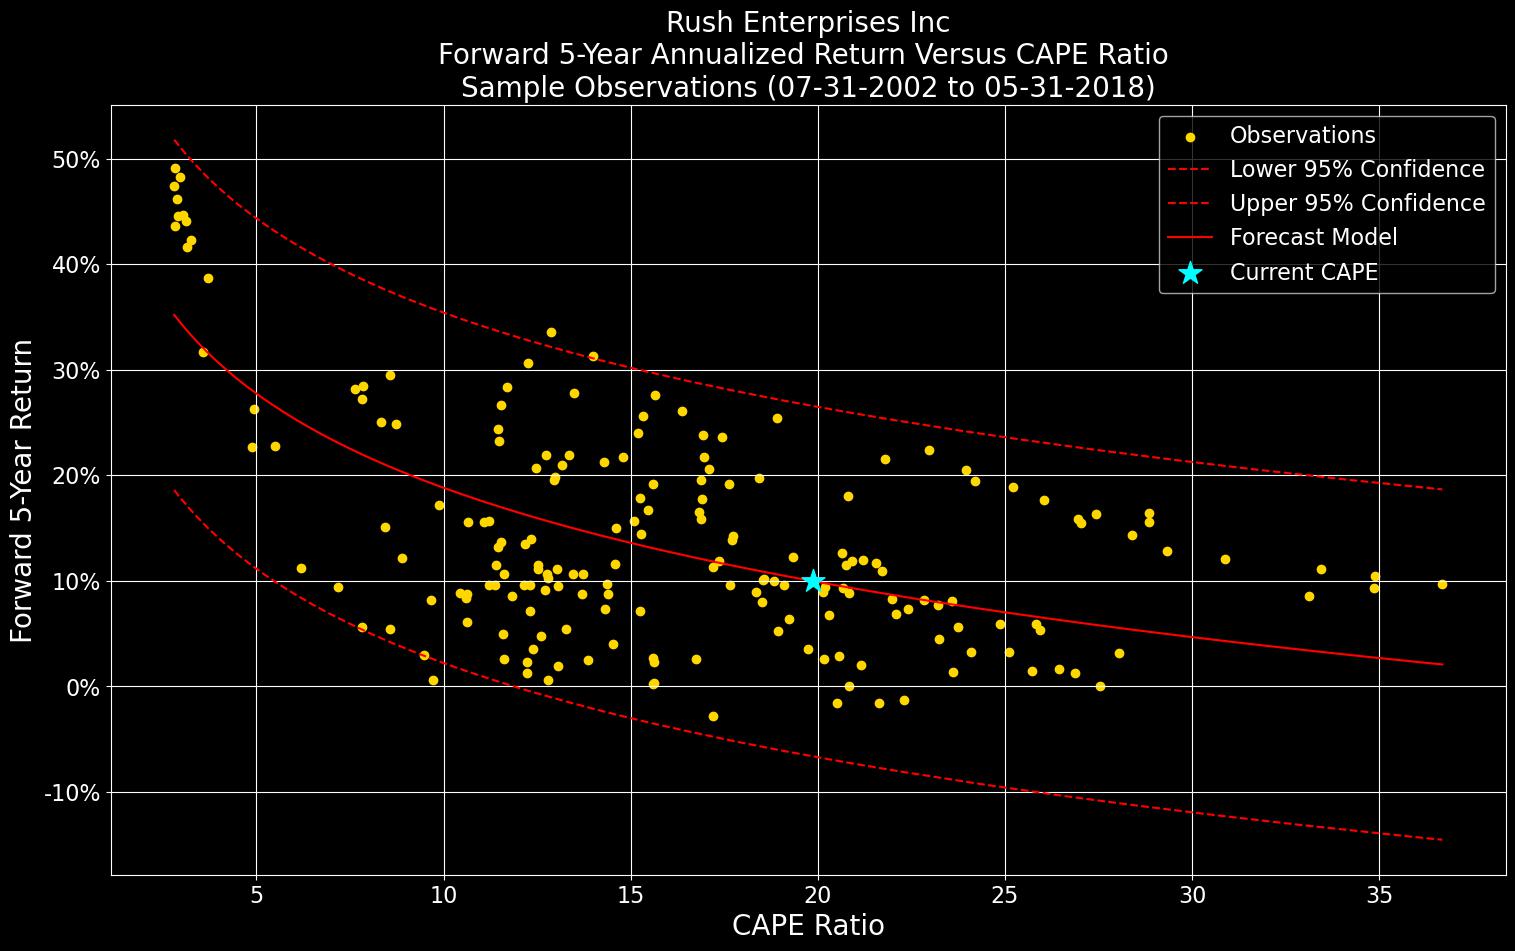 Rush Enterprises Inc
Forward 5-Year Annualized Return Versus CAPE Ratio
Sample Observations (07-31-2002 to 05-31-2018)
Observations
Lower 95% Confidence
Upper 95% Confidence
Forecast Model
Current CAPE
Forward 5-Year Return
50%
40%
30%
20%
10%
0%
-10%
5 10 15 20 25 30 35
CAPE Ratio